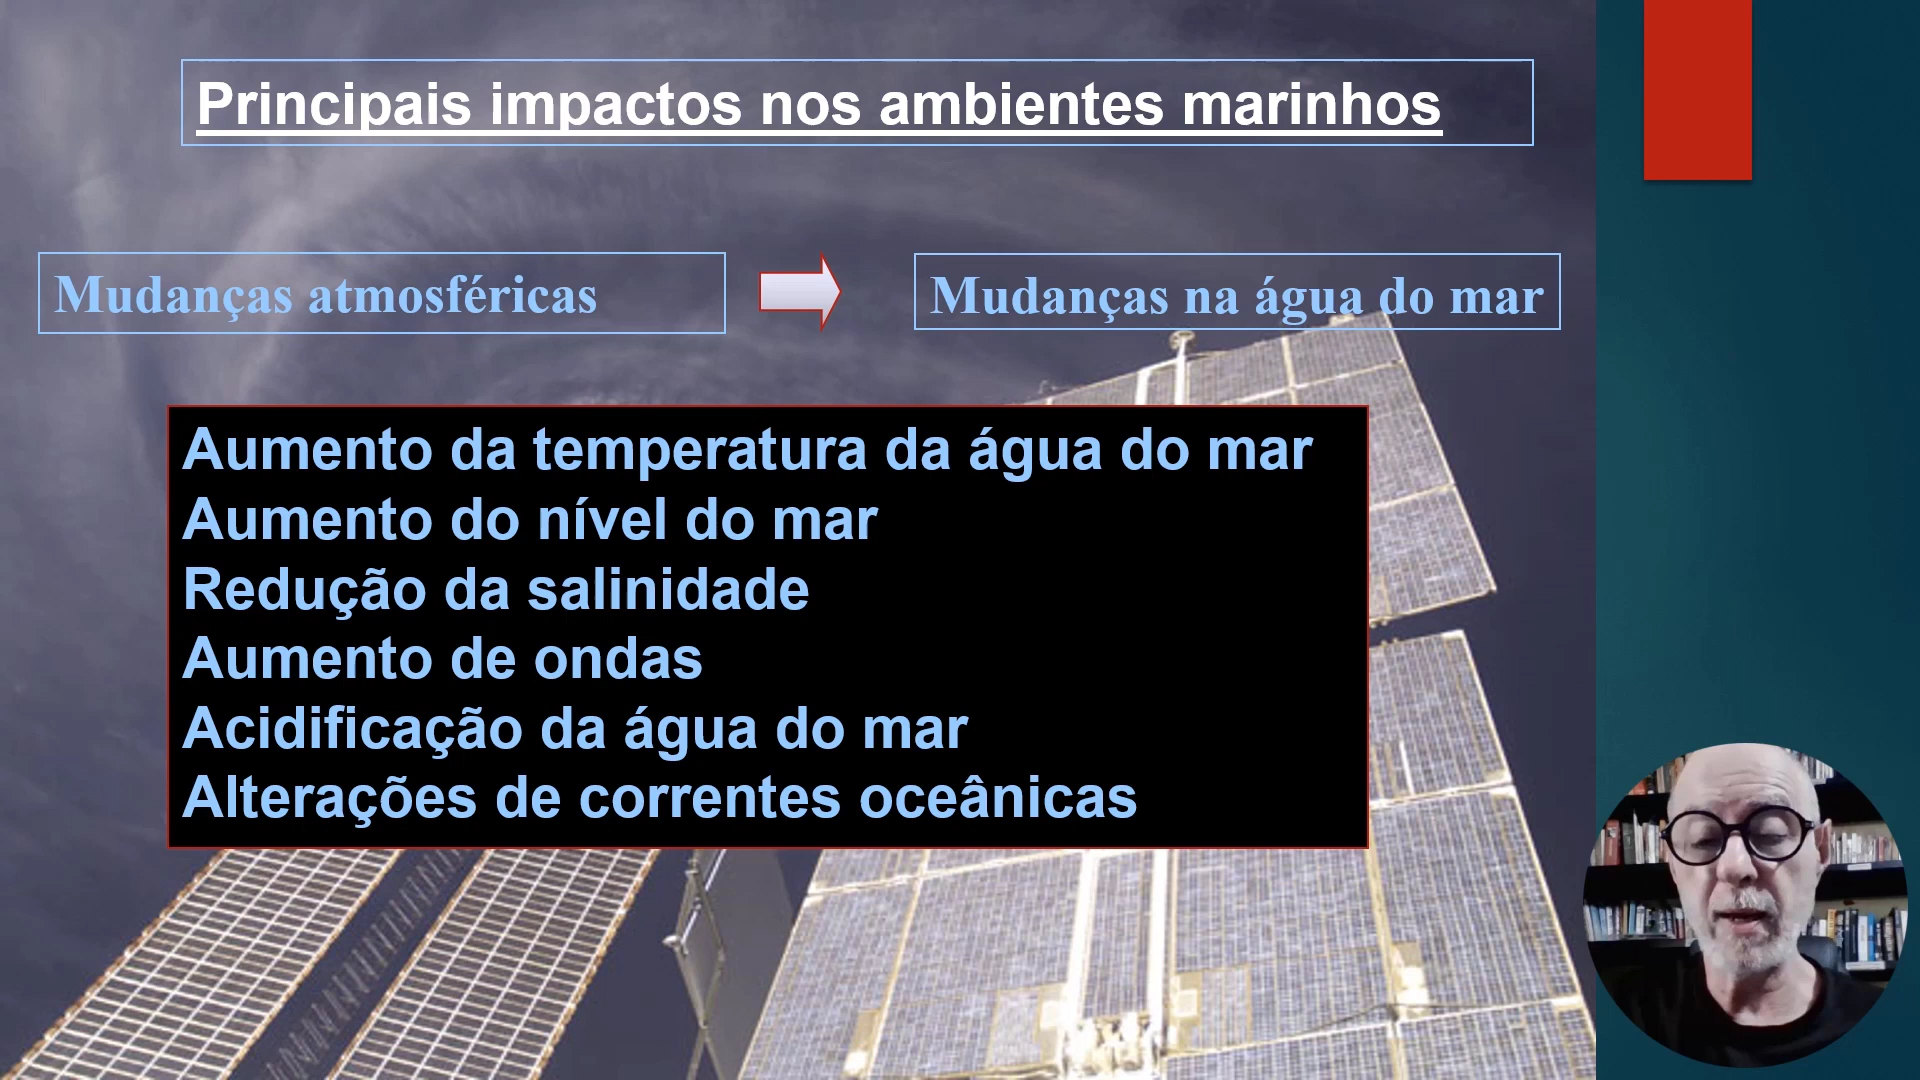 Principais impactos nos ambientes marinhos
Mudanças atmosféricas
Mudanças na água do mar
Aumento da temperatura da água do mar
Aumento do nível do mar
Redução da salinidade
Aumento de ondas
Acidificação da água do mar
Alterações de correntes oceânicas